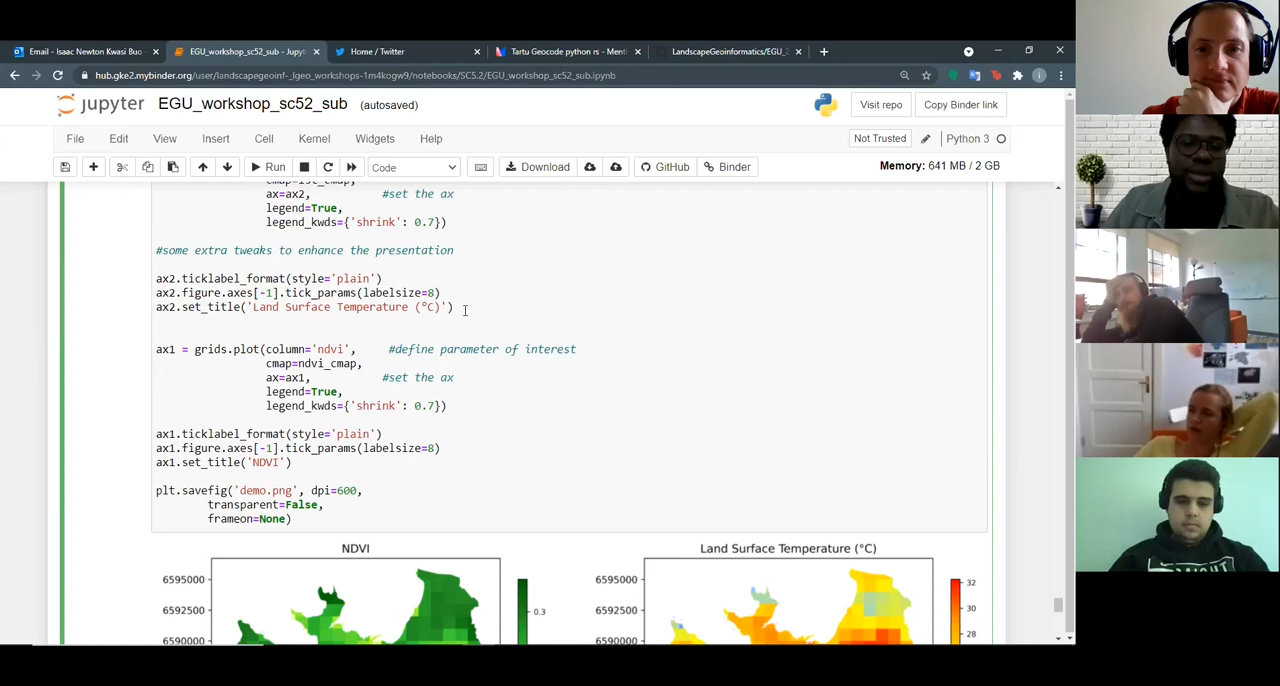 Email - Isaac Newton Kwasi Buo
EGU_workshop_sc52_sub - Jupyt
Home / Twitter
Tartu Geocode python rs - Menti
LandscapeGeoinformatics/EGU_2
hub.gke2.mybinder.org/user/landscapegeoinf-_lgeo_workshops-1m4kogw9/notebooks/SC5.2/EGU_workshop_sc52_sub.ipynb
jupyter EGU_workshop_sc52_sub (autosaved)
Visit repo Copy Binder link
File Edit View Insert Cell Kernel Widgets Help
Not Trusted Python 3
Run Code Download GitHub Binder
Memory: 641 MB / 2 GB
ax=ax2, #set the ax
legend=True,
legend_kwds={'shrink': 0.7})
#some extra tweaks to enhance the presentation
ax2.ticklabel_format(style='plain')
ax2.figure.axes[-1].tick_params(labelsize=8)
ax2.set_title('Land Surface Temperature (°C)')
ax1 = grids.plot(column='ndvi', #define parameter of interest
cmap=ndvi_cmap,
ax=ax1, #set the ax
legend=True,
legend_kwds={'shrink': 0.7})
ax1.ticklabel_format(style='plain')
ax1.figure.axes[-1].tick_params(labelsize=8)
ax1.set_title('NDVI')
plt.savefig('demo.png', dpi=600,
transparent=False,
frameon=None)
NDVI
6595000
6592500
6590000
0.3
Land Surface Temperature (°C)
6595000
6592500
6590000
32
30
28